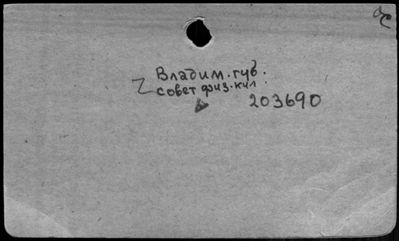 Владим. губ.
совет физ. кул.
203690